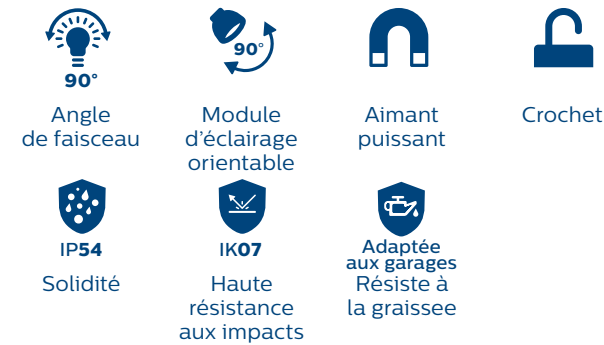 90°
Angle
de faisceau
90°
Module
d'éclairage
orientable
Aimant
puissant
Crochet
IP54
Solidité
IK07
Haute
résistance
aux impacts
Adaptée
aux garages
Résiste à
la graissee